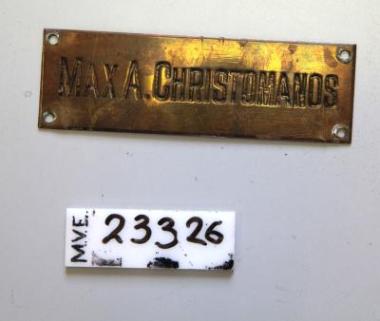 MAX A. CHRISTOMANOS
M.V.E. 23326